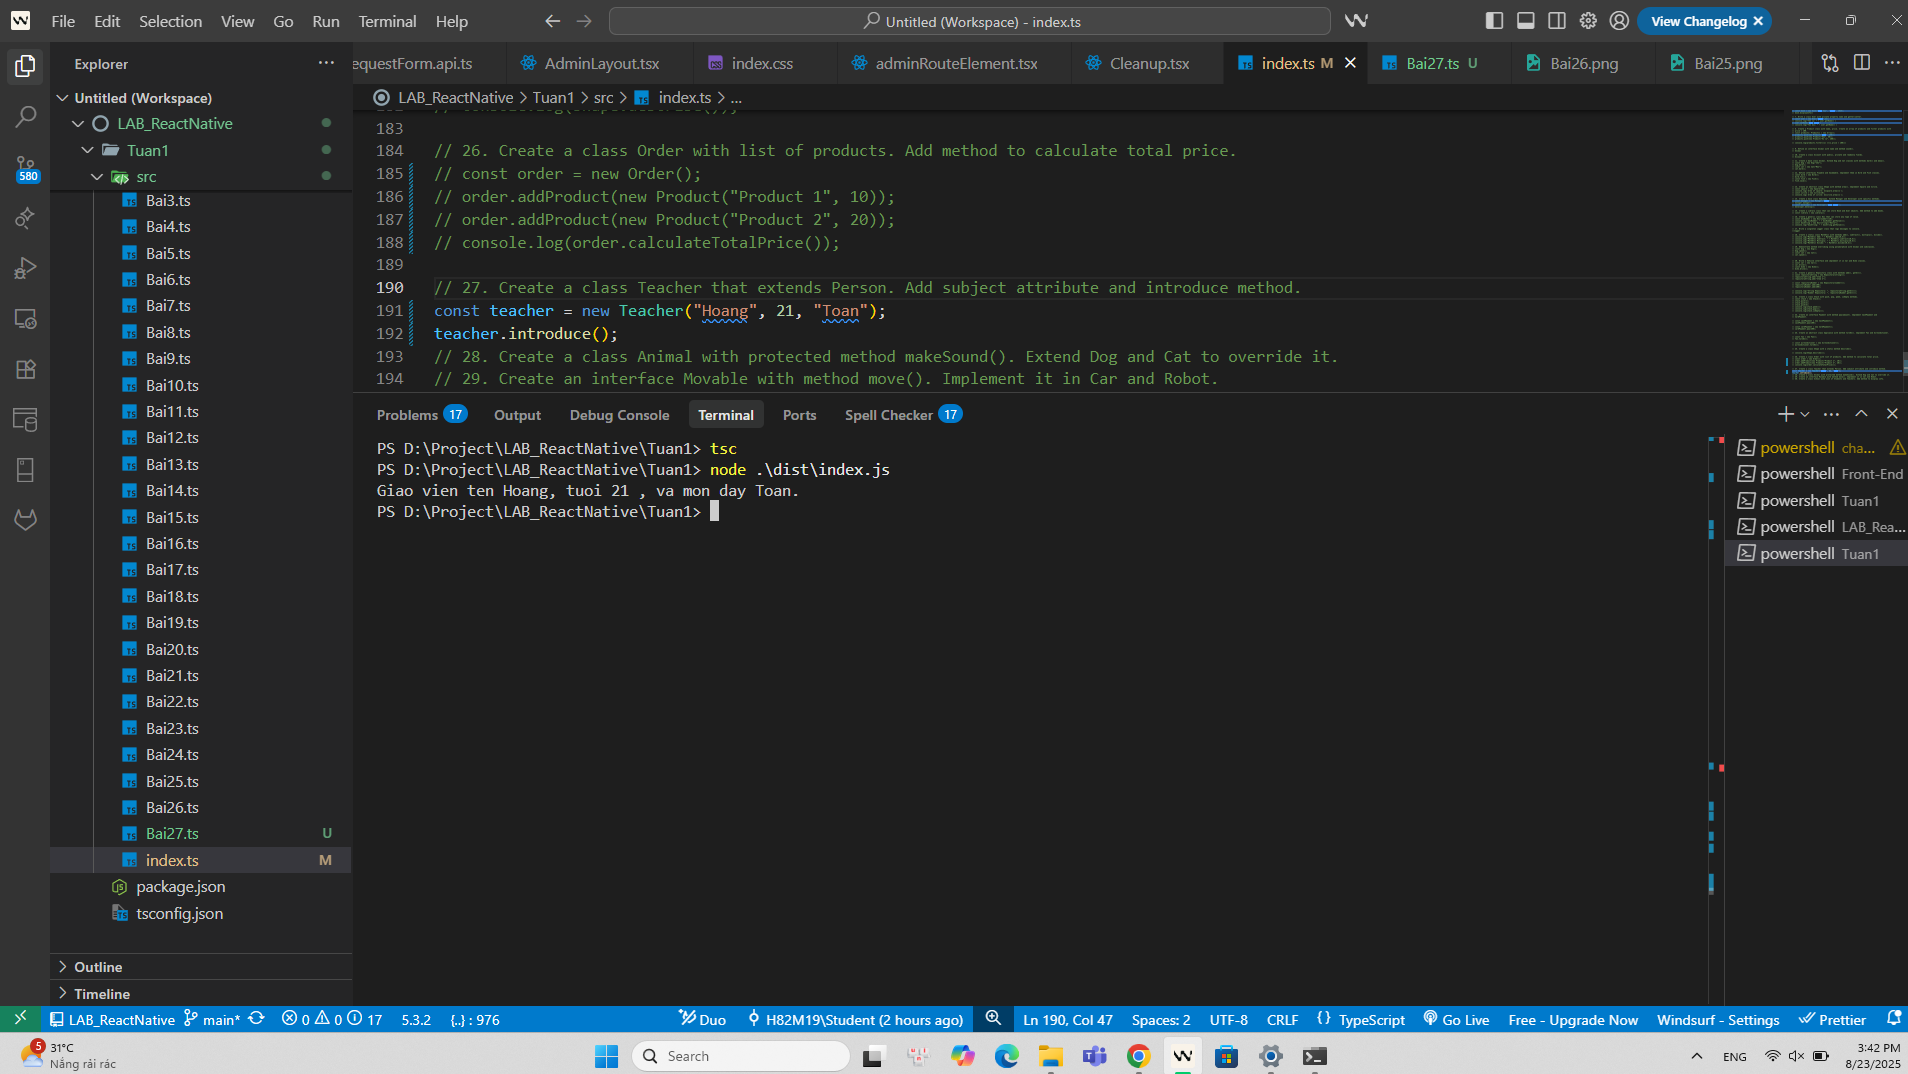 File Edit Selection View Go Run Terminal Help
Untitled (Workspace) - index.ts
View Changelog
Explorer
equestForm.api.ts
AdminLayout.tsx
index.css
adminRouteElement.tsx
Cleanup.tsx
index.ts M
Bai27.ts U
Bai26.png
Bai25.png
LAB_ReactNative > Tuan1 > src > index.ts > ...
Untitled (Workspace)
LAB_ReactNative
Tuan1
src
Bai3.ts
Bai4.ts
Bai5.ts
Bai6.ts
Bai7.ts
Bai8.ts
Bai9.ts
Bai10.ts
Bai11.ts
Bai12.ts
Bai13.ts
Bai14.ts
Bai15.ts
Bai16.ts
Bai17.ts
Bai18.ts
Bai19.ts
Bai20.ts
Bai21.ts
Bai22.ts
Bai23.ts
Bai24.ts
Bai25.ts
Bai26.ts
Bai27.ts U
index.ts M
package.json
tsconfig.json
Outline
Timeline
580
183
184 // 26. Create a class Order with list of products. Add method to calculate total price.
185 // const order = new Order();
186 // order.addProduct(new Product("Product 1", 10));
187 // order.addProduct(new Product("Product 2", 20));
188 // console.log(order.calculateTotalPrice());
189
190 // 27. Create a class Teacher that extends Person. Add subject attribute and introduce method.
191 const teacher = new Teacher("Hoang", 21, "Toan");
192 teacher.introduce();
193 // 28. Create a class Animal with protected method makeSound(). Extend Dog and Cat to override it.
194 // 29. Create an interface Movable with method move(). Implement it in Car and Robot.
Problems 17 Output Debug Console Terminal Ports Spell Checker 17
PS D:\Project\LAB_ReactNative\Tuan1> tsc
PS D:\Project\LAB_ReactNative\Tuan1> node .\dist\index.js
Giao vien ten Hoang, tuoi 21 , va mon day Toan.
PS D:\Project\LAB_ReactNative\Tuan1>
powershell cha...
powershell Front-End
powershell Tuan1
powershell LAB_Rea...
powershell Tuan1
LAB_ReactNative main* 0 0 17 5.3.2 {..} : 976 Duo H82M19\Student (2 hours ago) Ln 190, Col 47 Spaces: 2 UTF-8 CRLF {} TypeScript Go Live Free - Upgrade Now Windsurf - Settings Prettier
5
31°C
Nắng rải rác
Search
ENG
3:42 PM
8/23/2025